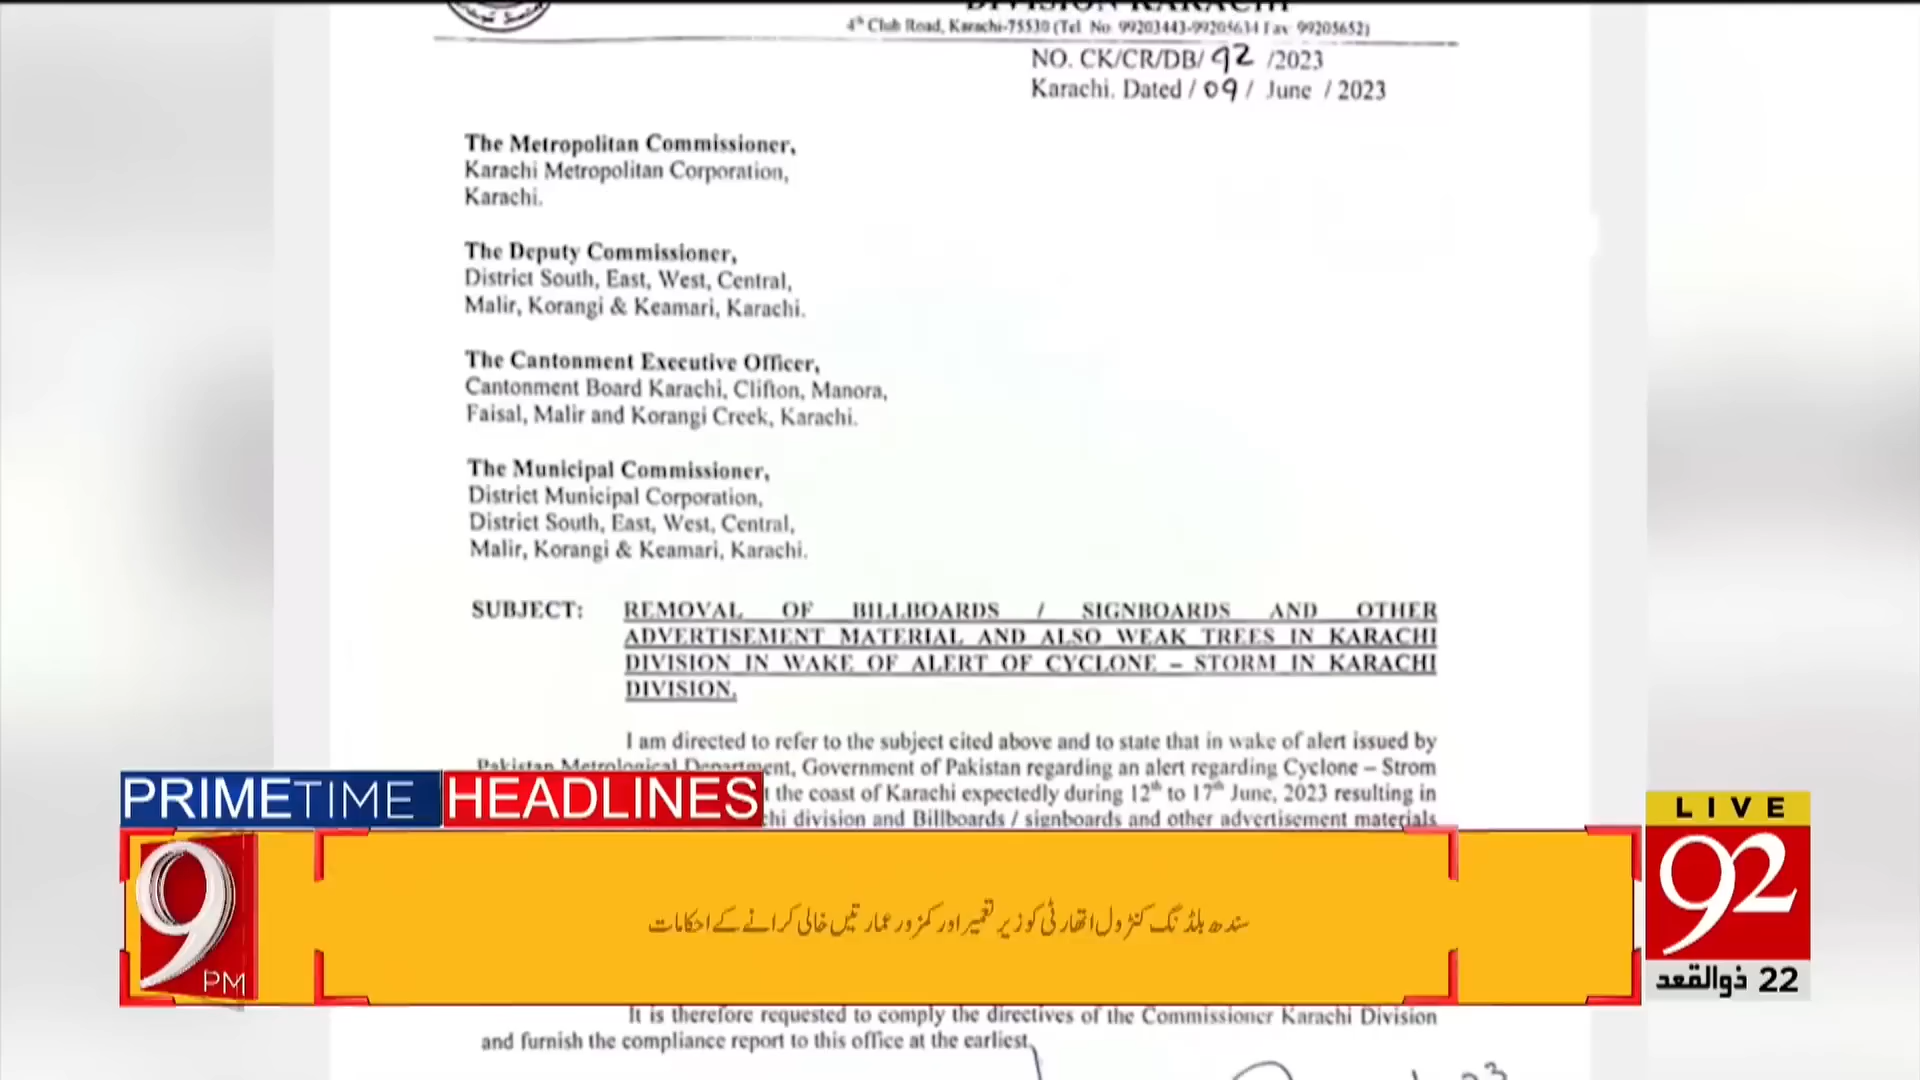 DIVISION KARACHI
4th Club Road, Karachi-75530 (Tel No. 99203443-99205634 Fax 99205652)
NO. CK/CR/DB/ 92 /2023
Karachi. Dated / 09 / June / 2023
The Metropolitan Commissioner,
Karachi Metropolitan Corporation,
Karachi.
The Deputy Commissioner,
District South, East, West, Central,
Malir, Korangi & Keamari, Karachi.
The Cantonment Executive Officer,
Cantonment Board Karachi, Clifton, Manora,
Faisal, Malir and Korangi Creek, Karachi.
The Municipal Commissioner,
District Municipal Corporation,
District South, East, West, Central,
Malir, Korangi & Keamari, Karachi.
SUBJECT: REMOVAL OF BILLBOARDS / SIGNBOARDS AND OTHER
ADVERTISEMENT MATERIAL AND ALSO WEAK TREES IN KARACHI
DIVISION IN WAKE OF ALERT OF CYCLONE – STORM IN KARACHI
DIVISION.
I am directed to refer to the subject cited above and to state that in wake of alert issued by
Pakistan Metrological Department, Government of Pakistan regarding an alert regarding Cyclone – Strom
the coast of Karachi expectedly during 12th to 17th June, 2023 resulting in
division and Billboards / signboards and other advertisement materials
PRIMETIME HEADLINES
LIVE
92
22 ذوالقعد
9
PM
سندھ بلڈنگ کنٹرول اتھارٹی کو زیر تعمیر اور کمزور عمارتیں خالی کرانے کے احکامات
It is therefore requested to comply the directives of the Commissioner Karachi Division
and furnish the compliance report to this office at the earliest.